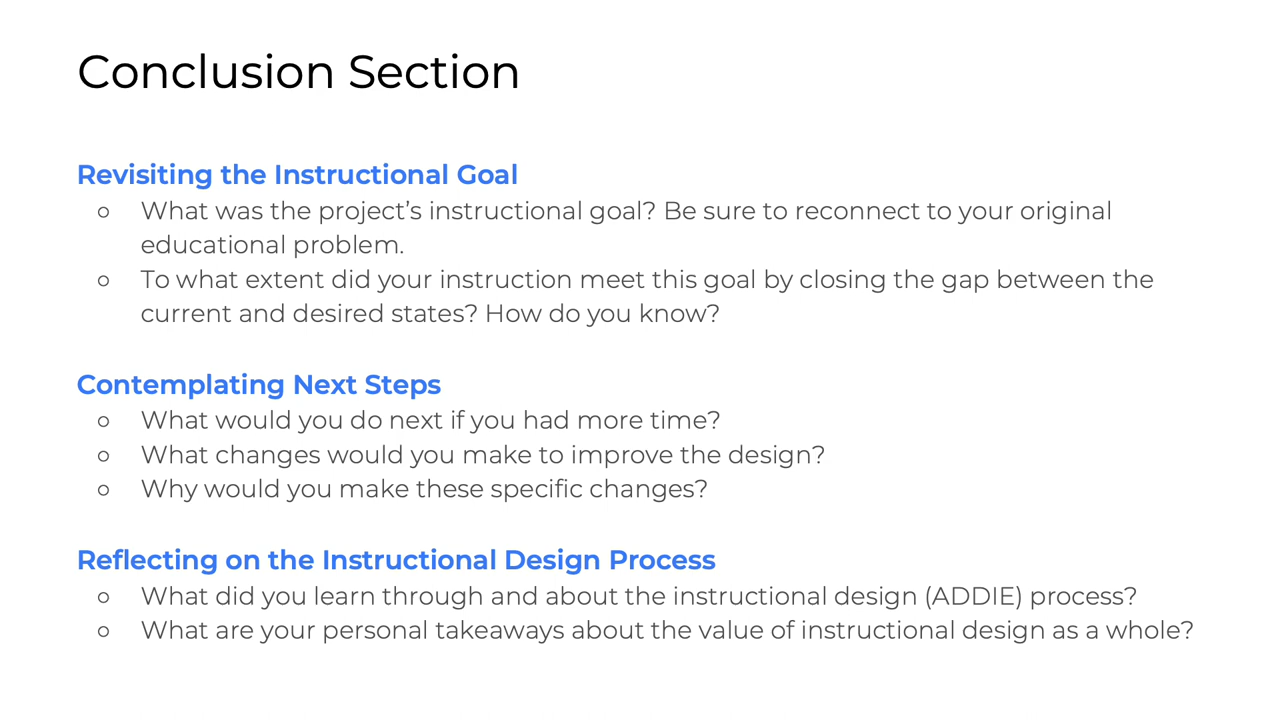 Conclusion Section
Revisiting the Instructional Goal
○ What was the project’s instructional goal? Be sure to reconnect to your original
educational problem.
○ To what extent did your instruction meet this goal by closing the gap between the
current and desired states? How do you know?
Contemplating Next Steps
○ What would you do next if you had more time?
○ What changes would you make to improve the design?
○ Why would you make these specific changes?
Reflecting on the Instructional Design Process
○ What did you learn through and about the instructional design (ADDIE) process?
○ What are your personal takeaways about the value of instructional design as a whole?